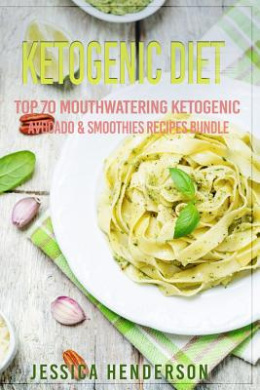 KETOGENIC DIET
TOP 70 MOUTHWATERING KETOGENIC
AVOCADO & SMOOTHIES RECIPES BUNDLE
JESSICA HENDERSON